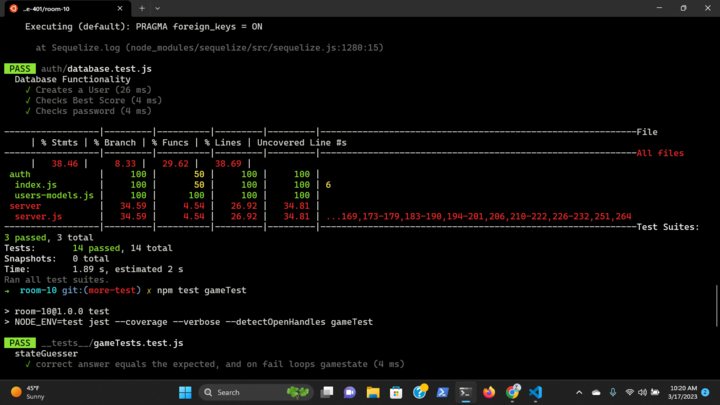 ..e-401/room-10
Executing (default): PRAGMA foreign_keys = ON
at Sequelize.log (node_modules/sequelize/src/sequelize.js:1280:15)
PASS auth/database.test.js
Database Functionality
√ Creates a User (26 ms)
√ Checks Best Score (4 ms)
√ Checks password (4 ms)
--------------------|---------|----------|---------|---------|--------------------------------------------------------------File
| % Stmts | % Branch | % Funcs | % Lines | Uncovered Line #s
--------------------|---------|----------|---------|---------|--------------------------------------------------------------All files
| 38.46 | 8.33 | 29.62 | 38.69 |
auth | 100 | 50 | 100 | 100 |
index.js | 100 | 50 | 100 | 100 | 6
users-models.js | 100 | 100 | 100 | 100 |
server | 34.59 | 4.54 | 26.92 | 34.81 |
server.js | 34.59 | 4.54 | 26.92 | 34.81 | ...169,173-179,183-190,194-201,206,210-222,226-232,251,264
--------------------|---------|----------|---------|---------|--------------------------------------------------------------Test Suites:
3 passed, 3 total
Tests: 14 passed, 14 total
Snapshots: 0 total
Time: 1.89 s, estimated 2 s
Ran all test suites.
→ room-10 git:(more-test) ✗ npm test gameTest
> room-10@1.0.0 test
> NODE_ENV=test jest --coverage --verbose --detectOpenHandles gameTest
PASS __tests__/gameTests.test.js
stateGuesser
√ correct answer equals the expected, and on fail loops gamestate (4 ms)
45°F
Sunny
Search
10:20 AM
3/17/2023